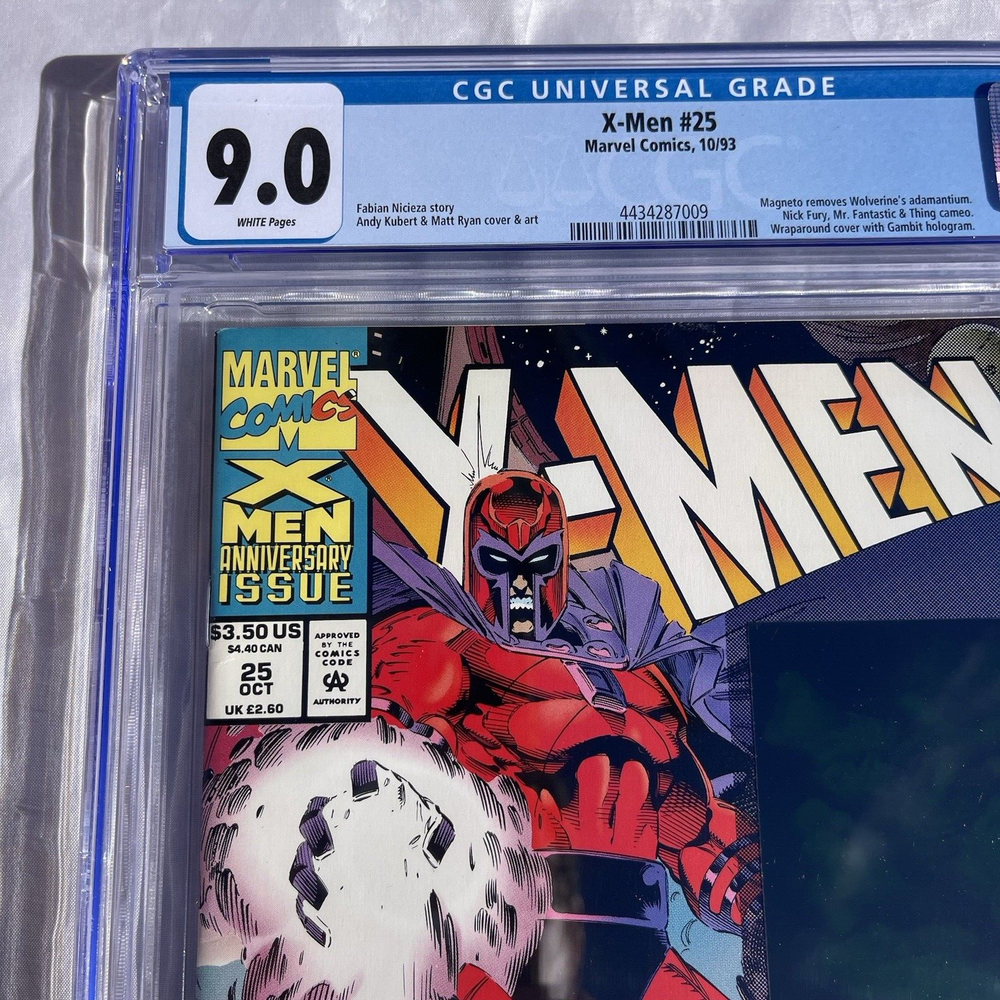 CGC UNIVERSAL GRADE
9.0
WHITE Pages
X-Men #25
Marvel Comics, 10/93
Fabian Nicieza story
Andy Kubert & Matt Ryan cover & art
4434287009
Magneto removes Wolverine's adamantium.
Nick Fury, Mr. Fantastic & Thing cameo.
Wraparound cover with Gambit hologram.
CGC
MARVEL®
COMICS
X
MEN
ANNIVERSARY
ISSUE
$3.50 US
$4.40 CAN
25
OCT
UK £2.60
APPROVED
BY THE
COMICS
CODE
CA
AUTHORITY
X-MEN